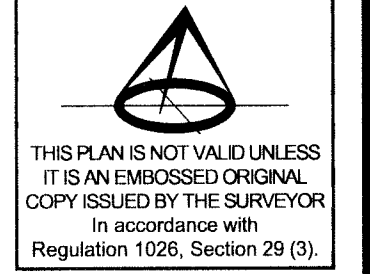 THIS PLAN IS NOT VALID UNLESS
IT IS AN EMBOSSED ORIGINAL
COPY ISSUED BY THE SURVEYOR
In accordance with
Regulation 1026, Section 29 (3).